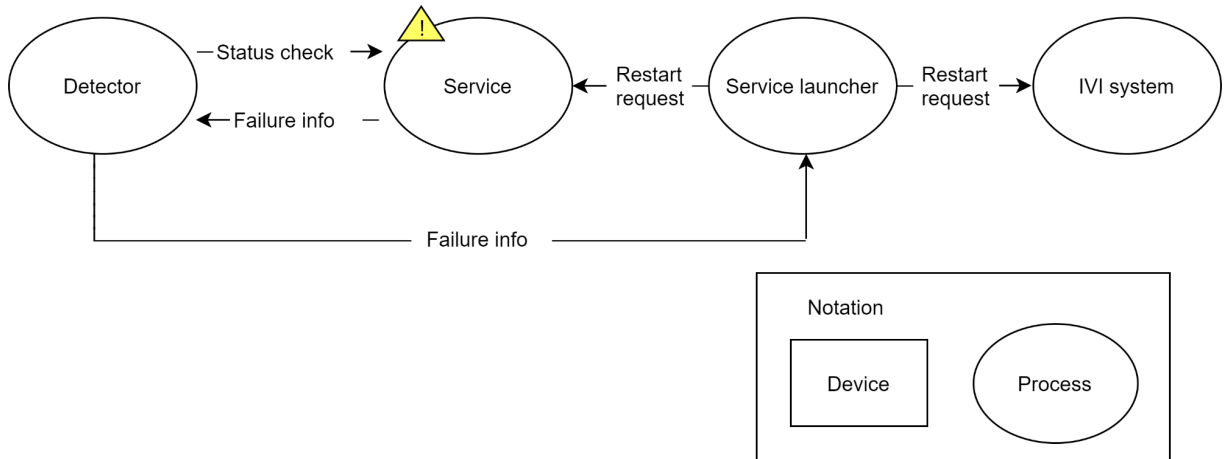 !
Detector
Status check
Failure info
Service
Restart
request
Service launcher
Restart
request
IVI system
Failure info
Notation
Device
Process